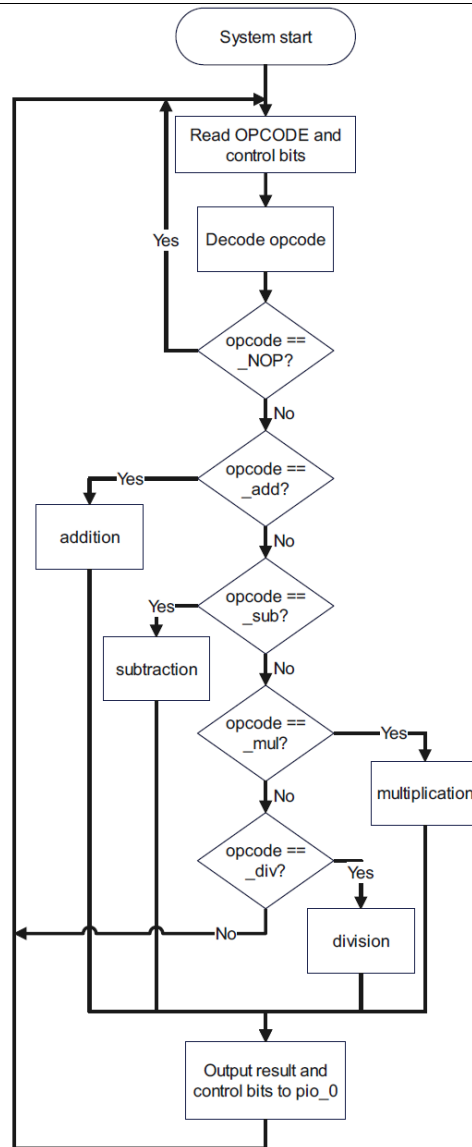 System start
Read OPCODE and
control bits
Yes
Decode opcode
opcode ==
_NOP?
No
opcode ==
_add?
Yes
addition
No
opcode ==
_sub?
Yes
subtraction
No
opcode ==
_mul?
Yes
multiplication
No
opcode ==
_div?
Yes
division
No
Output result and
control bits to pio_0